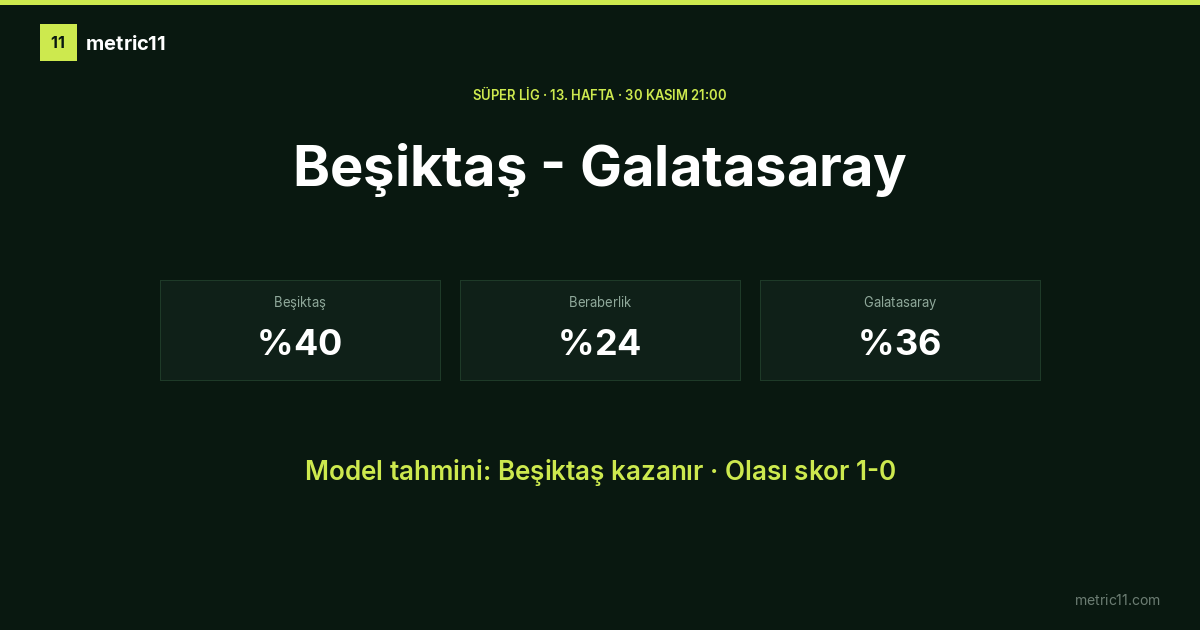 11 metric11
SÜPER LİG · 13. HAFTA · 30 KASIM 21:00
Beşiktaş - Galatasaray
Beşiktaş
%40
Beraberlik
%24
Galatasaray
%36
Model tahmini: Beşiktaş kazanır · Olası skor 1-0
metric11.com